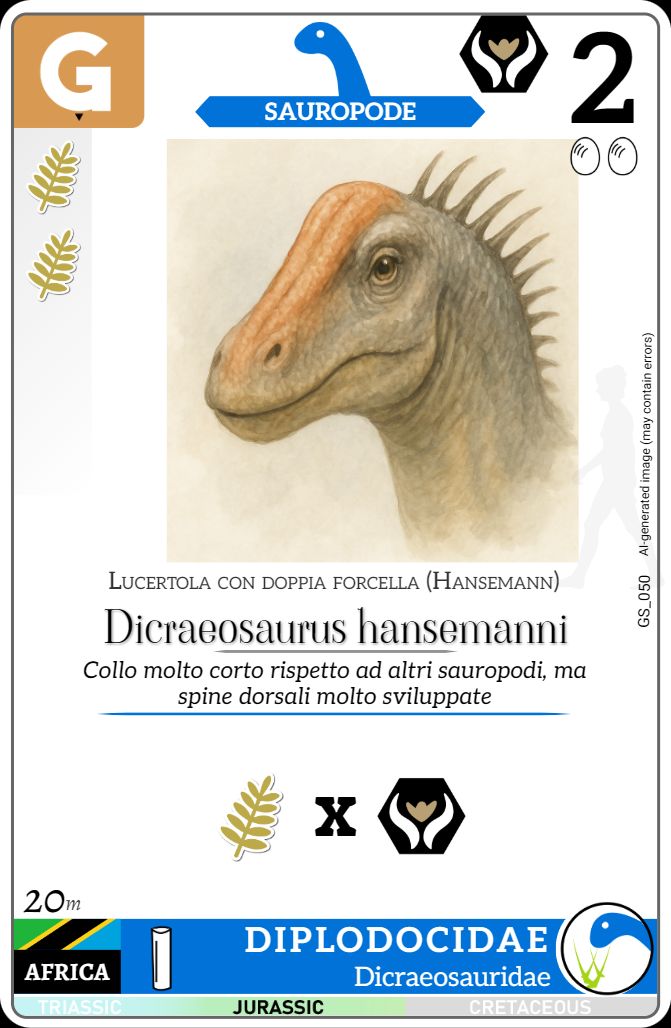 G
SAUROPODE
2
AI-generated image (may contain errors)
GS_050
Lucertola con doppia forcella (Hansemann)
Dicraeosaurus hansemanni
Collo molto corto rispetto ad altri sauropodi, ma
spine dorsali molto sviluppate
x
20m
AFRICA
DIPLODOCIDAE
Dicraeosauridae
TRIASSIC JURASSIC CRETACEOUS